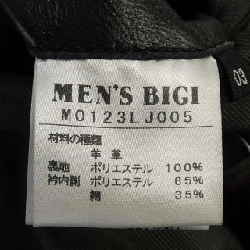 MEN'S BIGI
M0123LJ005
材料の種類
羊革
裏地 ポリエステル 100%
衿内側 ポリエステル 65%
綿 35%